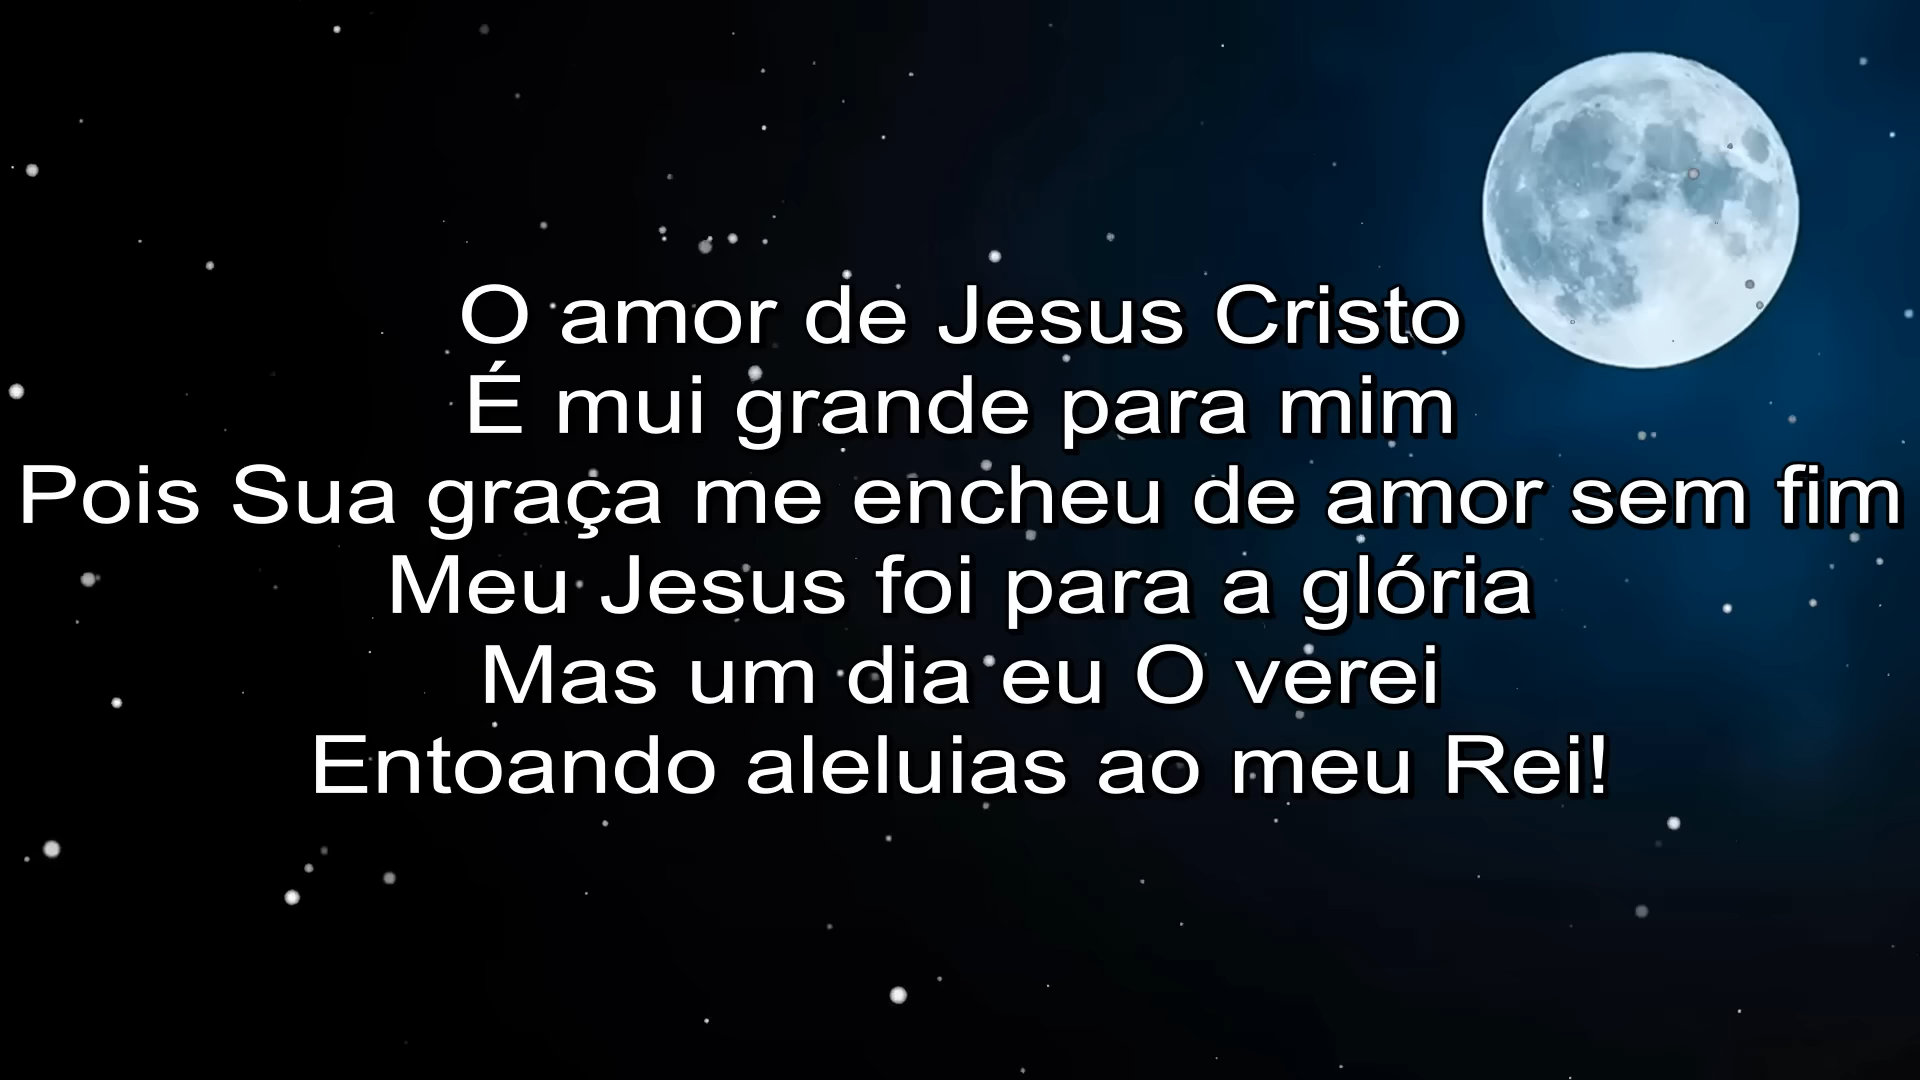 O amor de Jesus Cristo
É mui grande para mim
Pois Sua graça me encheu de amor sem fim
Meu Jesus foi para a glória
Mas um dia eu O verei
Entoando aleluias ao meu Rei!